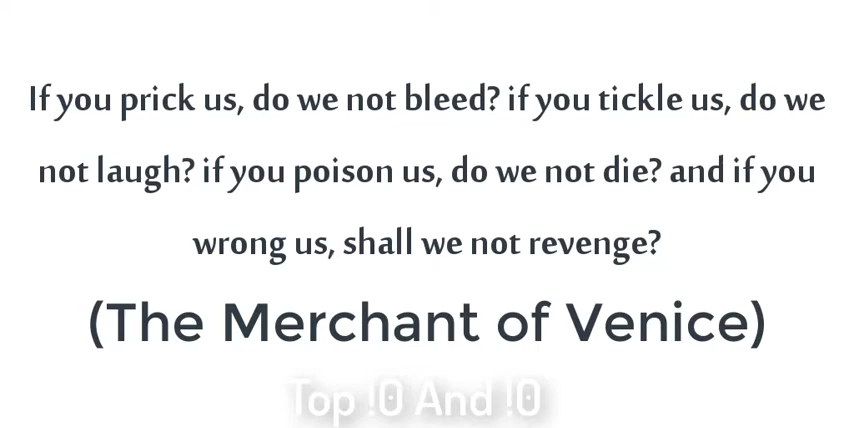 If you prick us, do we not bleed? if you tickle us, do we
not laugh? if you poison us, do we not die? and if you
wrong us, shall we not revenge?
(The Merchant of Venice)
Top !0 And !0